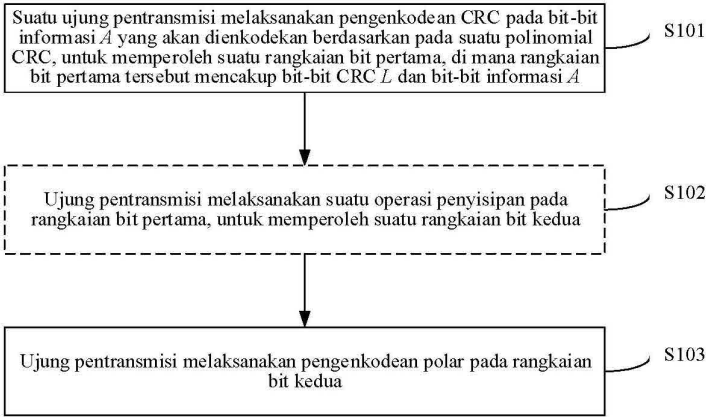 Suatu ujung pentransmisi melaksanakan pengenkodean CRC pada bit-bit
informasi A yang akan dienkodekan berdasarkan pada suatu polinomial
CRC, untuk memperoleh suatu rangkaian bit pertama, di mana rangkaian
bit pertama tersebut mencakup bit-bit CRC L dan bit-bit informasi A
S101
Ujung pentransmisi melaksanakan suatu operasi penyisipan pada
rangkaian bit pertama, untuk memperoleh suatu rangkaian bit kedua
S102
Ujung pentransmisi melaksanakan pengenkodean polar pada rangkaian
bit kedua
S103